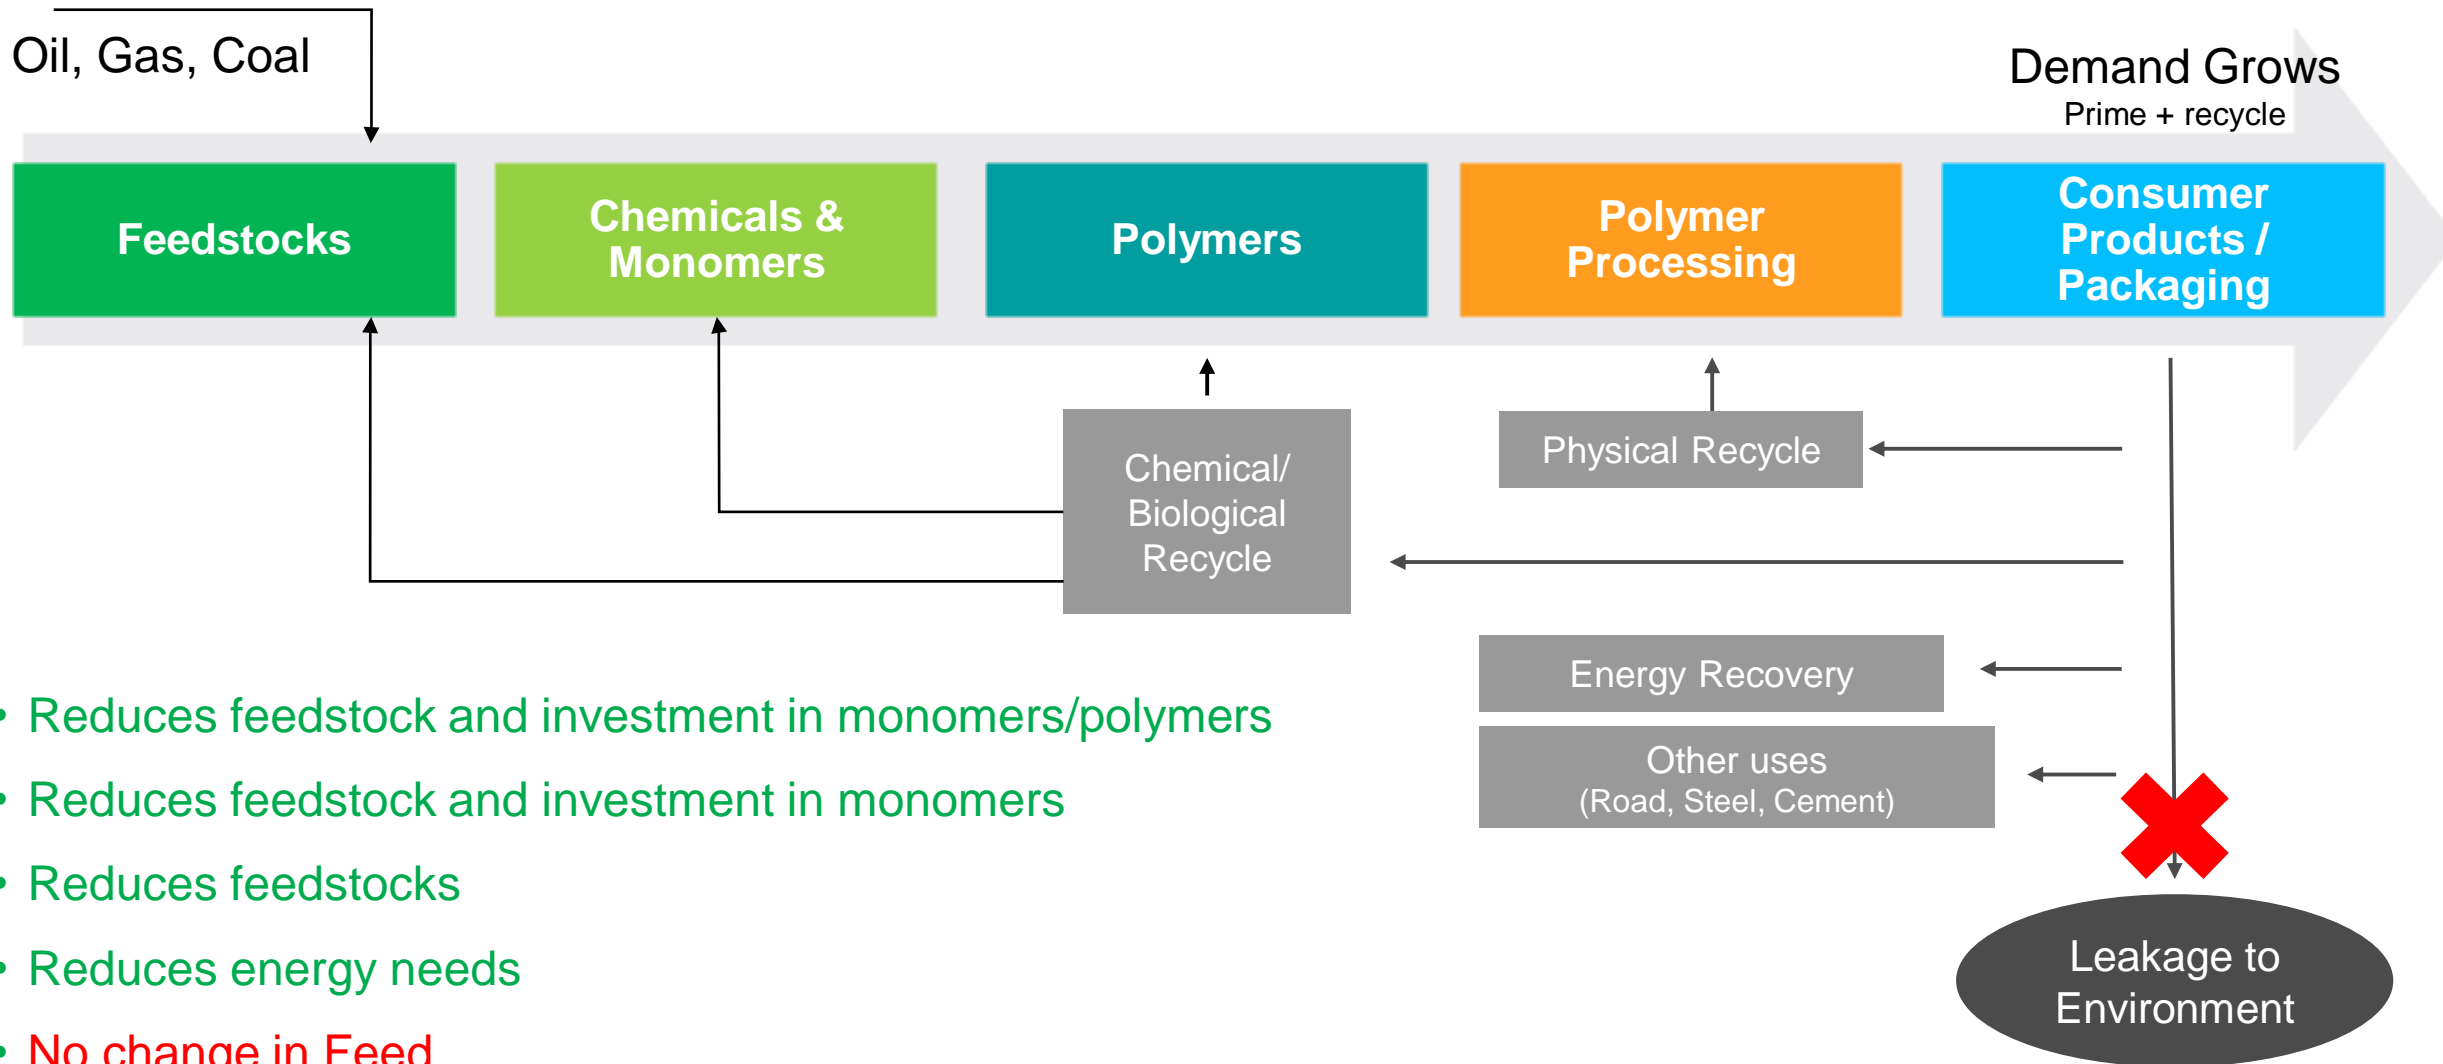 Oil, Gas, Coal
Demand Grows
Prime + recycle
Feedstocks
Chemicals &
Monomers
Polymers
Polymer
Processing
Consumer
Products /
Packaging
Chemical/
Biological
Recycle
Physical Recycle
Energy Recovery
Other uses
(Road, Steel, Cement)
Leakage to
Environment
• Reduces feedstock and investment in monomers/polymers
• Reduces feedstock and investment in monomers
• Reduces feedstocks
• Reduces energy needs
• No change in Feed